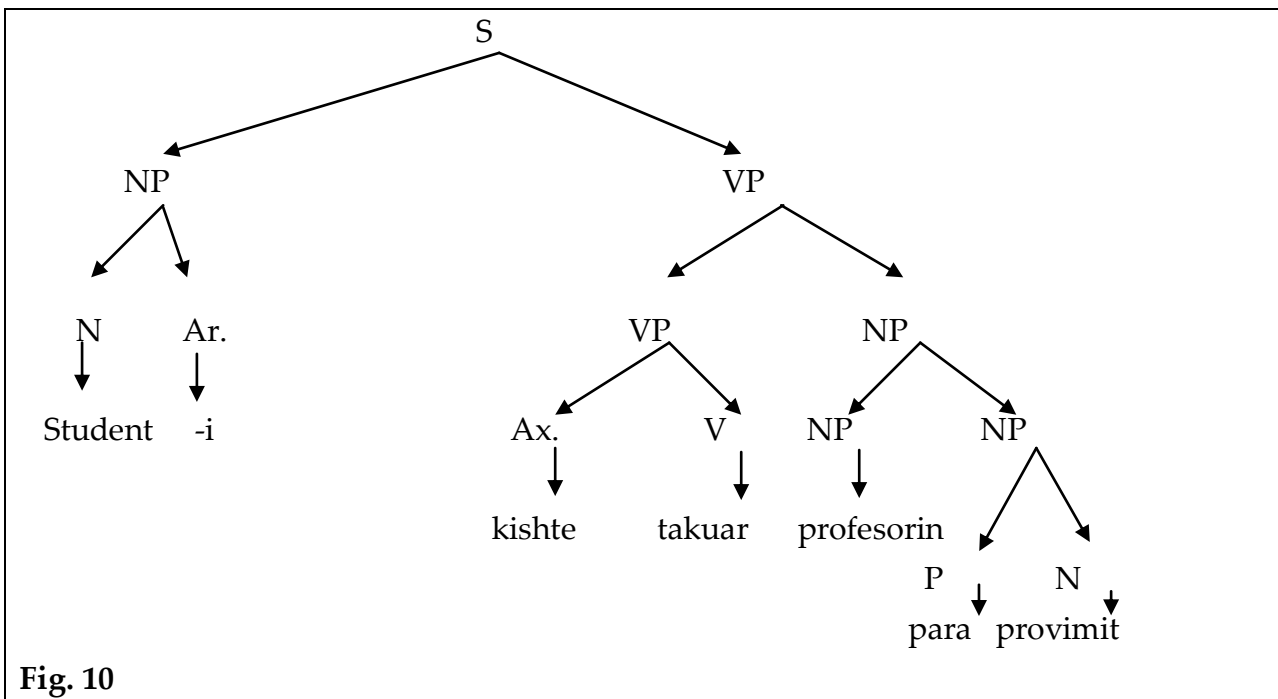 S
NP VP
N Ar. VP NP
Student -i Ax. V NP NP
kishte takuar profesorin
P N
para provimit
Fig. 10